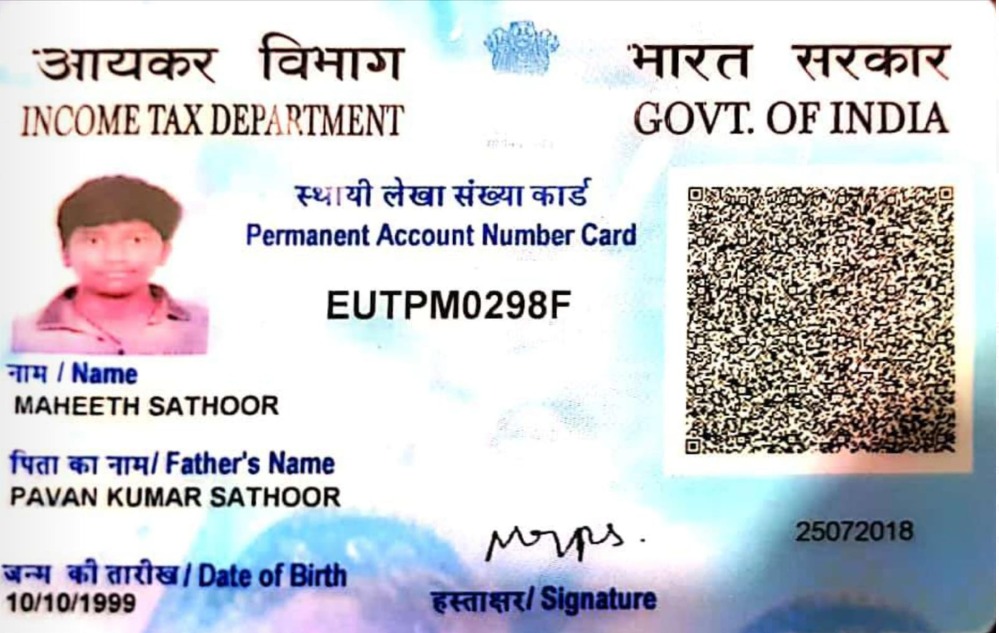 आयकर विभाग
INCOME TAX DEPARTMENT
भारत सरकार
GOVT. OF INDIA
स्थायी लेखा संख्या कार्ड
Permanent Account Number Card
EUTPM0298F
नाम / Name
MAHEETH SATHOOR
पिता का नाम/ Father's Name
PAVAN KUMAR SATHOOR
25072018
जन्म की तारीख / Date of Birth
10/10/1999
हस्ताक्षर/ Signature